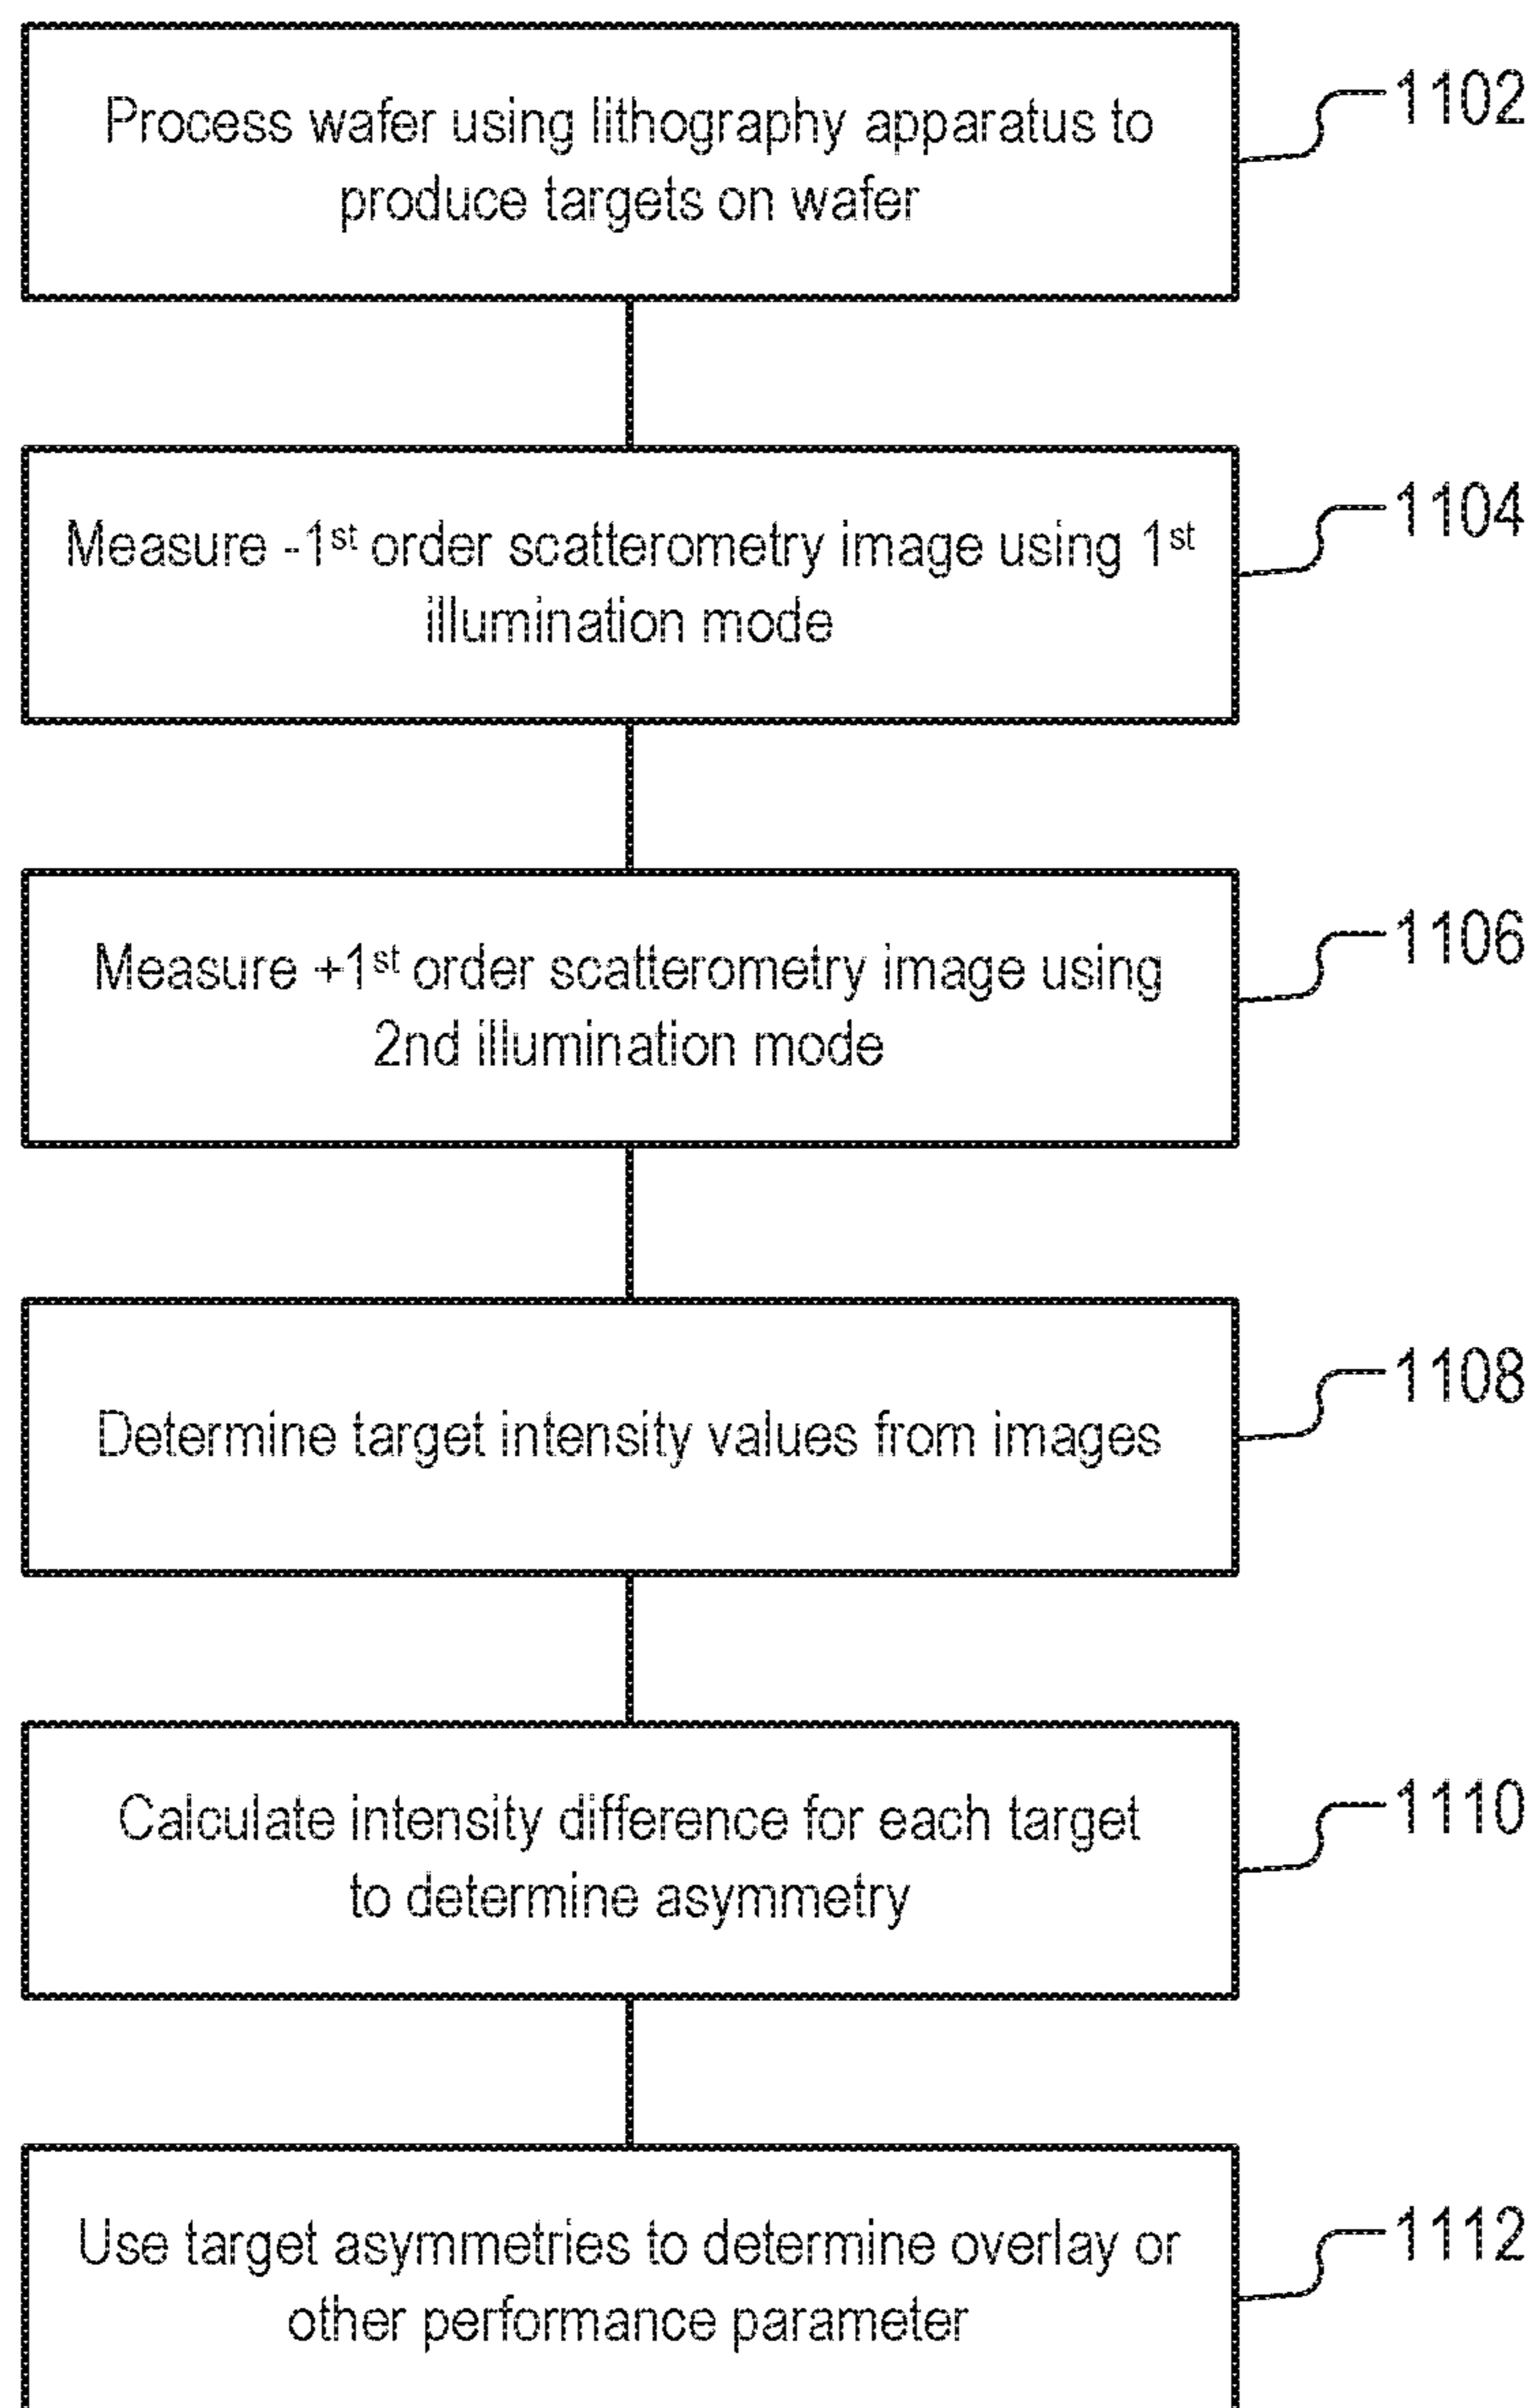 Process wafer using lithography apparatus to
produce targets on wafer
1102
Measure -1st order scatterometry image using 1st
illumination mode
1104
Measure +1st order scatterometry image using
2nd illumination mode
1106
Determine target intensity values from images
1108
Calculate intensity difference for each target
to determine asymmetry
1110
Use target asymmetries to determine overlay or
other performance parameter
1112